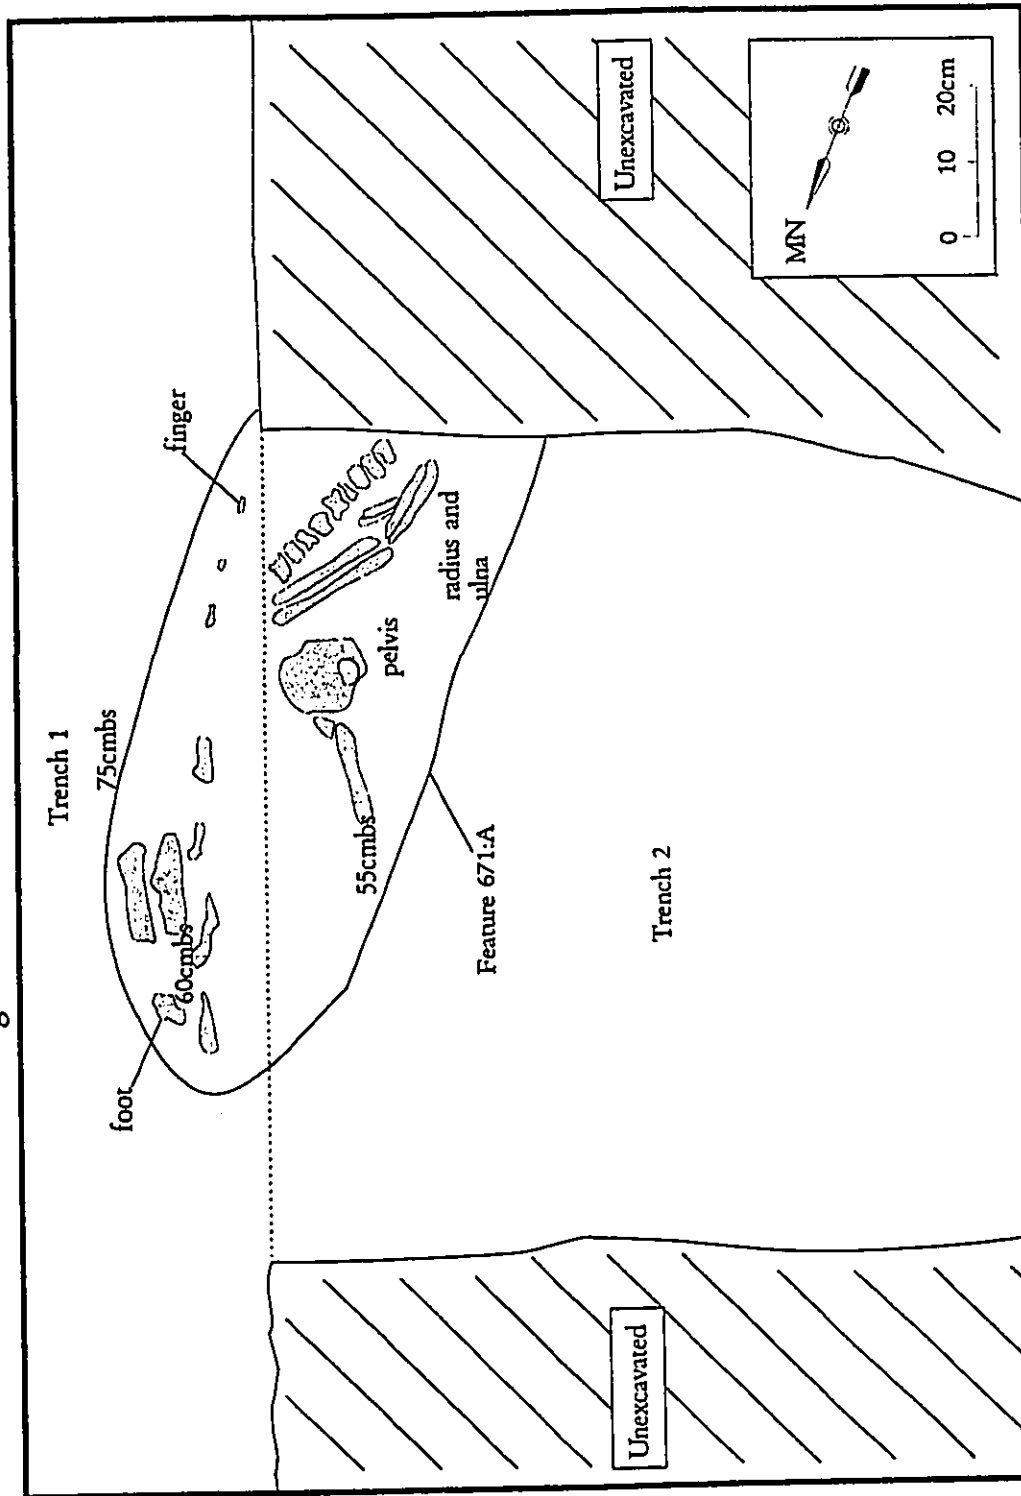 Trench 1
75cmbs
foot
60cmbs
finger
55cmbs
pelvis
radius and
ulna
Feature 671:A
Trench 2
Unexcavated
Unexcavated
MN
0 10 20cm